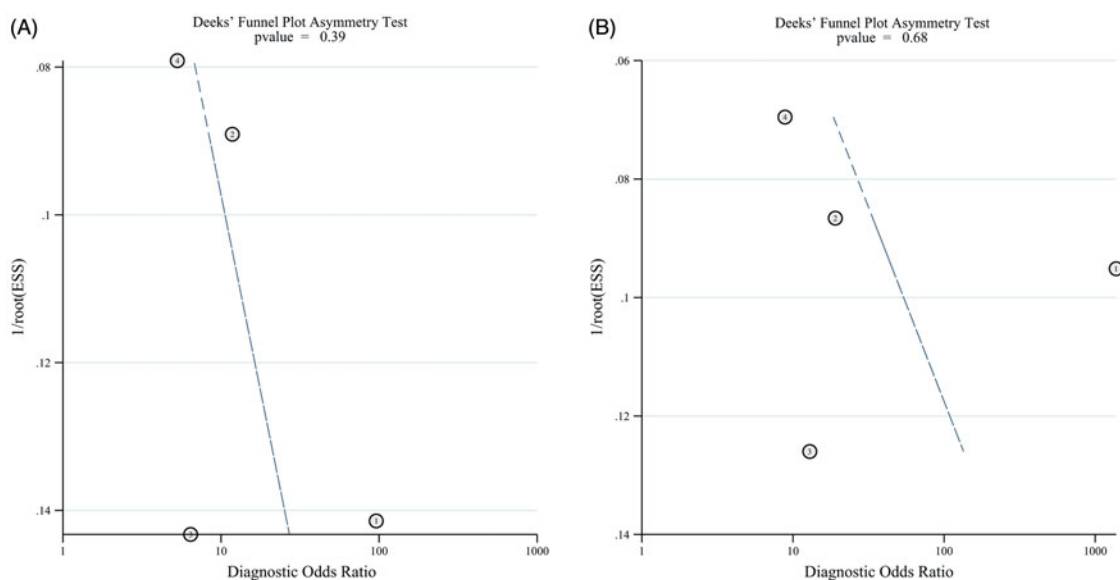 (A)
Deeks' Funnel Plot Asymmetry Test
pvalue = 0.39
.08
.1
.12
.14
1/root(ESS)
4
2
3
1
1
10
100
1000
Diagnostic Odds Ratio
(B)
Deeks' Funnel Plot Asymmetry Test
pvalue = 0.68
.06
.08
.1
.12
.14
1/root(ESS)
4
2
1
3
1
10
100
1000
Diagnostic Odds Ratio